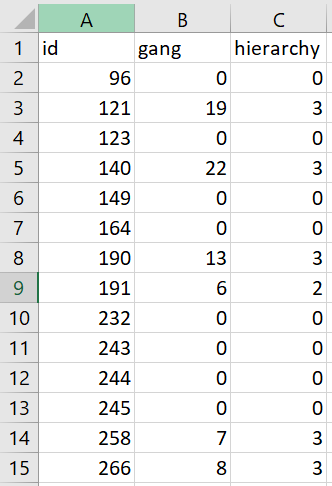 A B C
1 id gang hierarchy
2 96 0 0
3 121 19 3
4 123 0 0
5 140 22 3
6 149 0 0
7 164 0 0
8 190 13 3
9 191 6 2
10 232 0 0
11 243 0 0
12 244 0 0
13 245 0 0
14 258 7 3
15 266 8 3